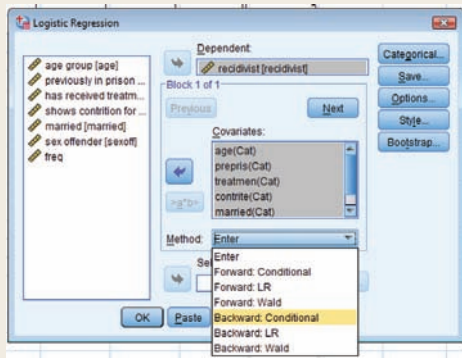 Logistic Regression
Dependent:
recidivist [recidivist]
Categorical...
Save...
Options...
Style...
Bootstrap...
age group [age]
previously in prison ...
has received treatm...
shows contrition for ...
married [married]
sex offender [sexoff]
freq
Block 1 of 1
Previous
Next
Covariates:
age(Cat)
prepris(Cat)
treatmen(Cat)
contrite(Cat)
married(Cat)
>a*b>
Method:
Enter
Enter
Forward: Conditional
Forward: LR
Forward: Wald
Backward: Conditional
Backward: LR
Backward: Wald
OK
Paste